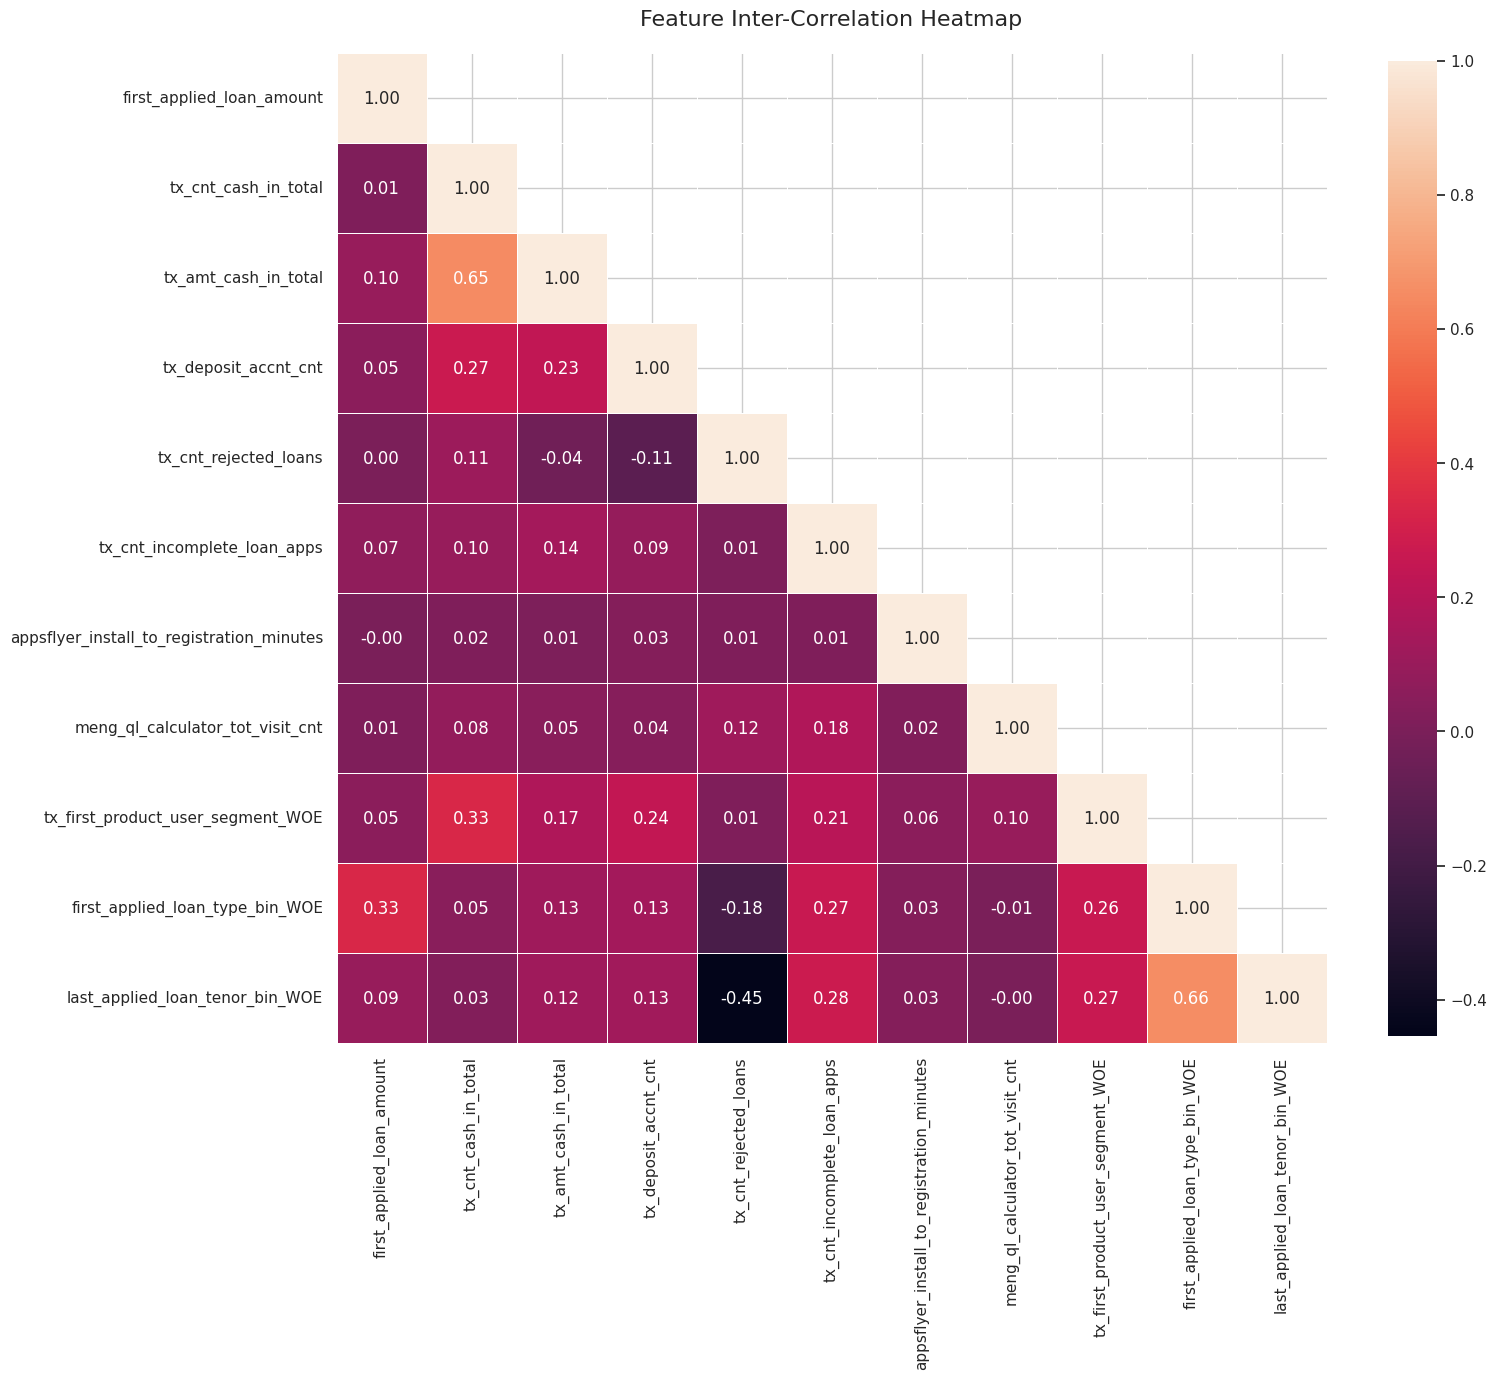 Feature Inter-Correlation Heatmap
first_applied_loan_amount 1.00
tx_cnt_cash_in_total 0.01 1.00
tx_amt_cash_in_total 0.10 0.65 1.00
tx_deposit_accnt_cnt 0.05 0.27 0.23 1.00
tx_cnt_rejected_loans 0.00 0.11 -0.04 -0.11 1.00
tx_cnt_incomplete_loan_apps 0.07 0.10 0.14 0.09 0.01 1.00
appsflyer_install_to_registration_minutes -0.00 0.02 0.01 0.03 0.01 0.01 1.00
meng_ql_calculator_tot_visit_cnt 0.01 0.08 0.05 0.04 0.12 0.18 0.02 1.00
tx_first_product_user_segment_WOE 0.05 0.33 0.17 0.24 0.01 0.21 0.06 0.10 1.00
first_applied_loan_type_bin_WOE 0.33 0.05 0.13 0.13 -0.18 0.27 0.03 -0.01 0.26 1.00
last_applied_loan_tenor_bin_WOE 0.09 0.03 0.12 0.13 -0.45 0.28 0.03 -0.00 0.27 0.66 1.00
first_applied_loan_amount
tx_cnt_cash_in_total
tx_amt_cash_in_total
tx_deposit_accnt_cnt
tx_cnt_rejected_loans
tx_cnt_incomplete_loan_apps
appsflyer_install_to_registration_minutes
meng_ql_calculator_tot_visit_cnt
tx_first_product_user_segment_WOE
first_applied_loan_type_bin_WOE
last_applied_loan_tenor_bin_WOE
1.0
0.8
0.6
0.4
0.2
0.0
−0.2
−0.4